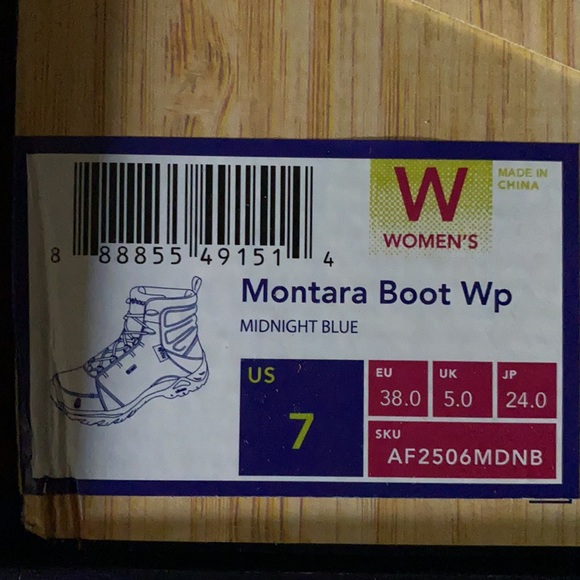 8 88855 49151 4
W
WOMEN'S
MADE IN
CHINA
Montara Boot Wp
MIDNIGHT BLUE
US
7
EU
38.0
UK
5.0
JP
24.0
SKU
AF2506MDNB